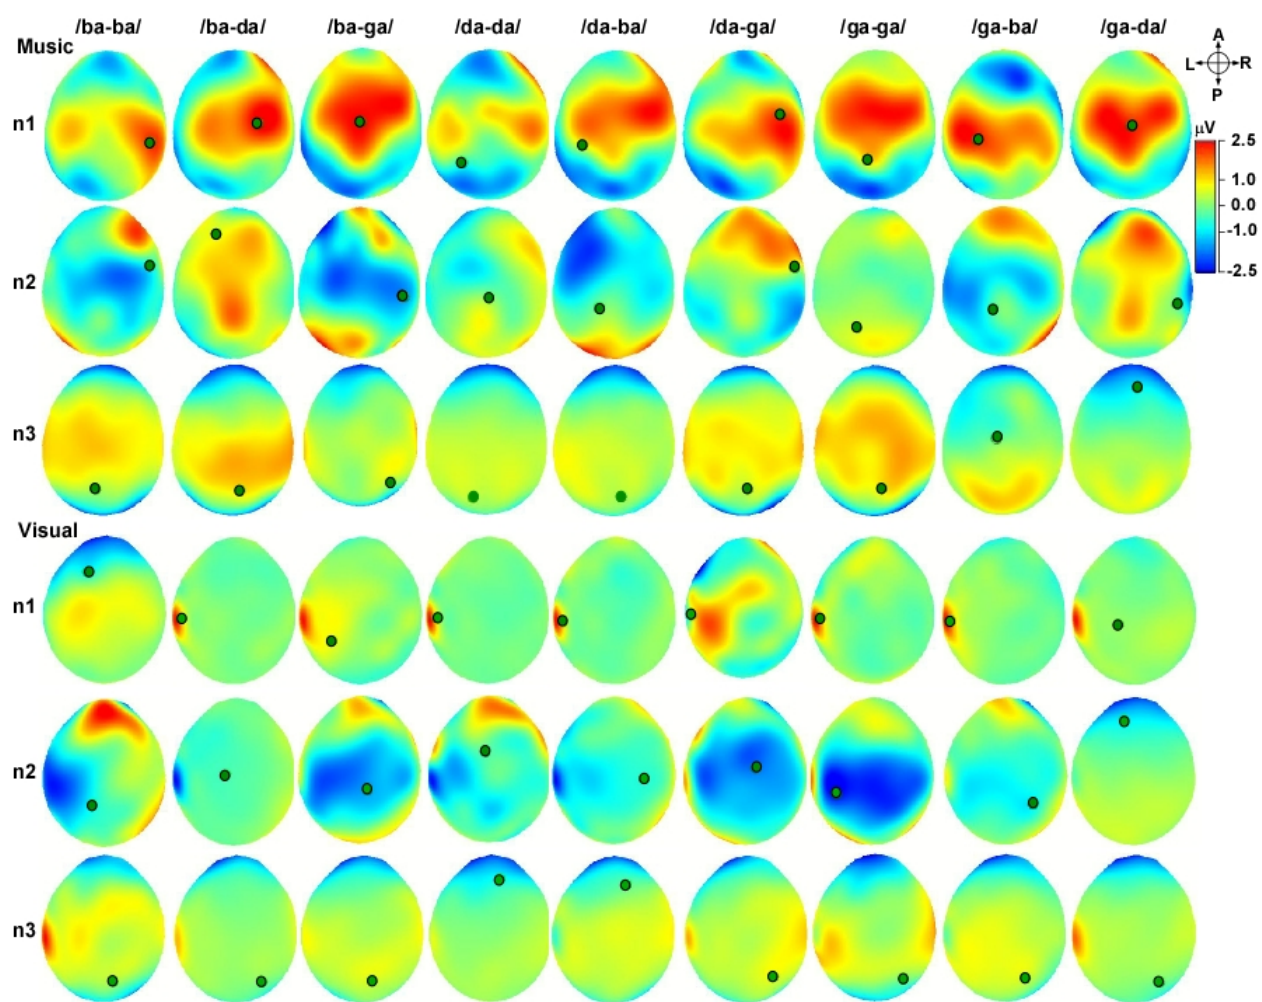 /ba-ba/ /ba-da/ /ba-ga/ /da-da/ /da-ba/ /da-ga/ /ga-ga/ /ga-ba/ /ga-da/
Music
A
L R
P
n1
µV
2.5
1.0
0.0
-1.0
-2.5
n2
n3
Visual
n1
n2
n3